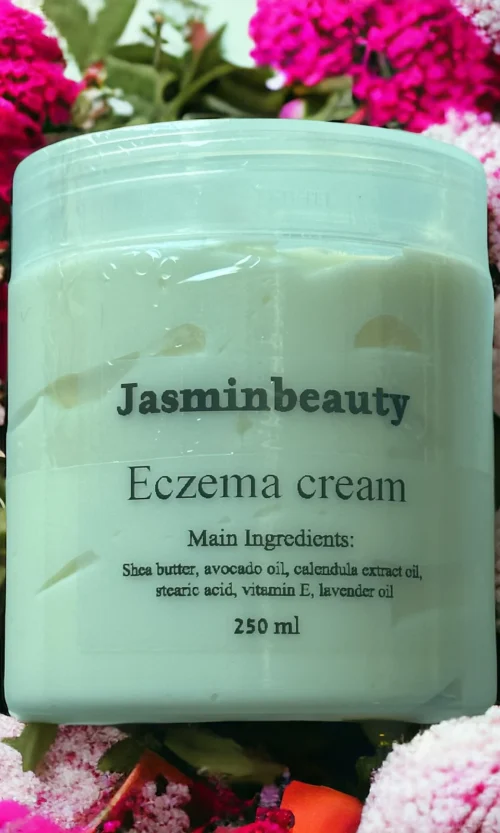 Jasminbeauty
Eczema cream
Main Ingredients:
Shea butter, avocado oil, calendula extract oil,
stearic acid, vitamin E, lavender oil
250 ml